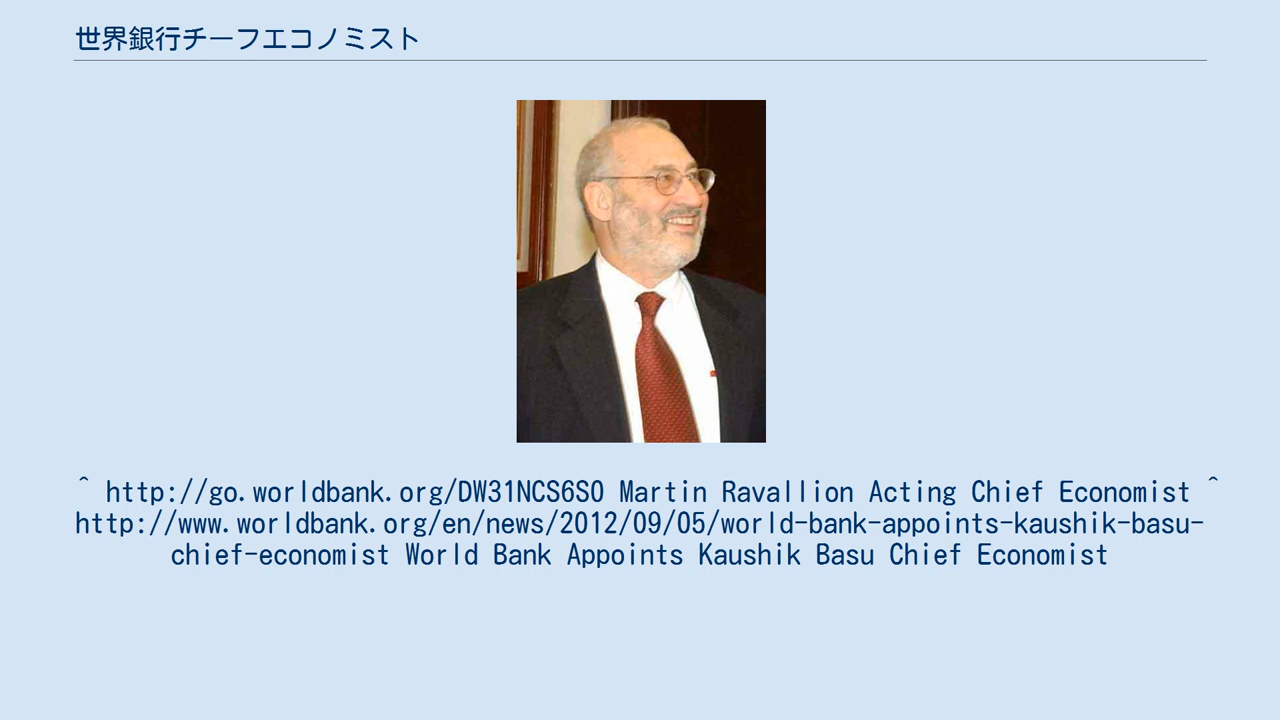 世界銀行チーフエコノミスト
^ http://go.worldbank.org/DW31NCS6S0 Martin Ravallion Acting Chief Economist ^
http://www.worldbank.org/en/news/2012/09/05/world-bank-appoints-kaushik-basu-
chief-economist World Bank Appoints Kaushik Basu Chief Economist